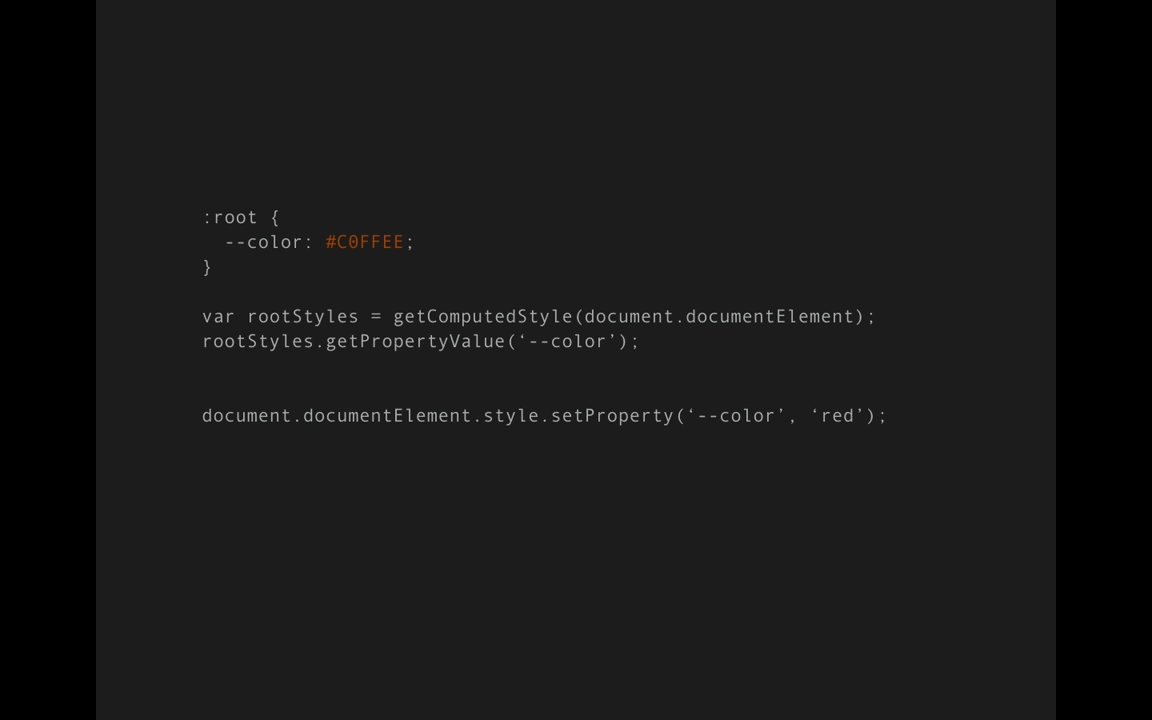 :root {
  --color: #C0FFEE;
}
var rootStyles = getComputedStyle(document.documentElement);
rootStyles.getPropertyValue(‘--color’);
document.documentElement.style.setProperty(‘--color’, ‘red’);